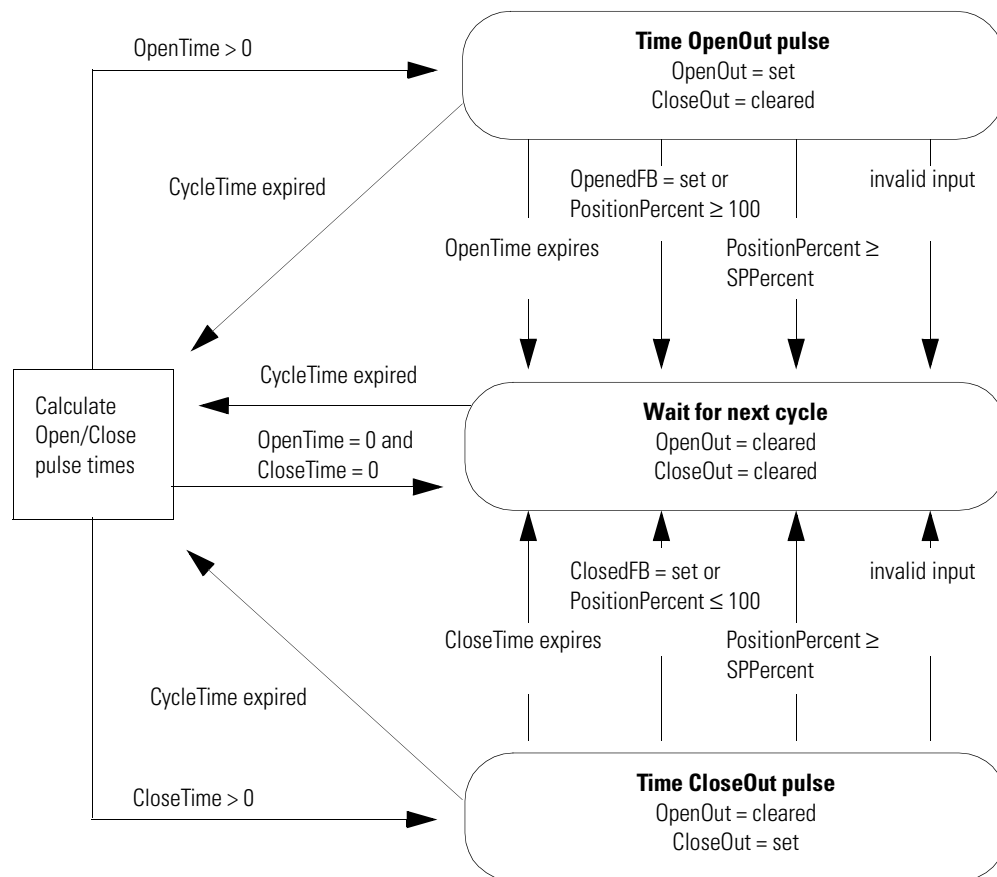 OpenTime > 0
Time OpenOut pulse
OpenOut = set
CloseOut = cleared
CycleTime expired
OpenedFB = set or
PositionPercent ≥ 100
invalid input
OpenTime expires
PositionPercent ≥
SPPercent
CycleTime expired
Calculate
Open/Close
pulse times
OpenTime = 0 and
CloseTime = 0
Wait for next cycle
OpenOut = cleared
CloseOut = cleared
ClosedFB = set or
PositionPercent ≤ 100
invalid input
CloseTime expires
PositionPercent ≥
SPPercent
CycleTime expired
CloseTime > 0
Time CloseOut pulse
OpenOut = cleared
CloseOut = set